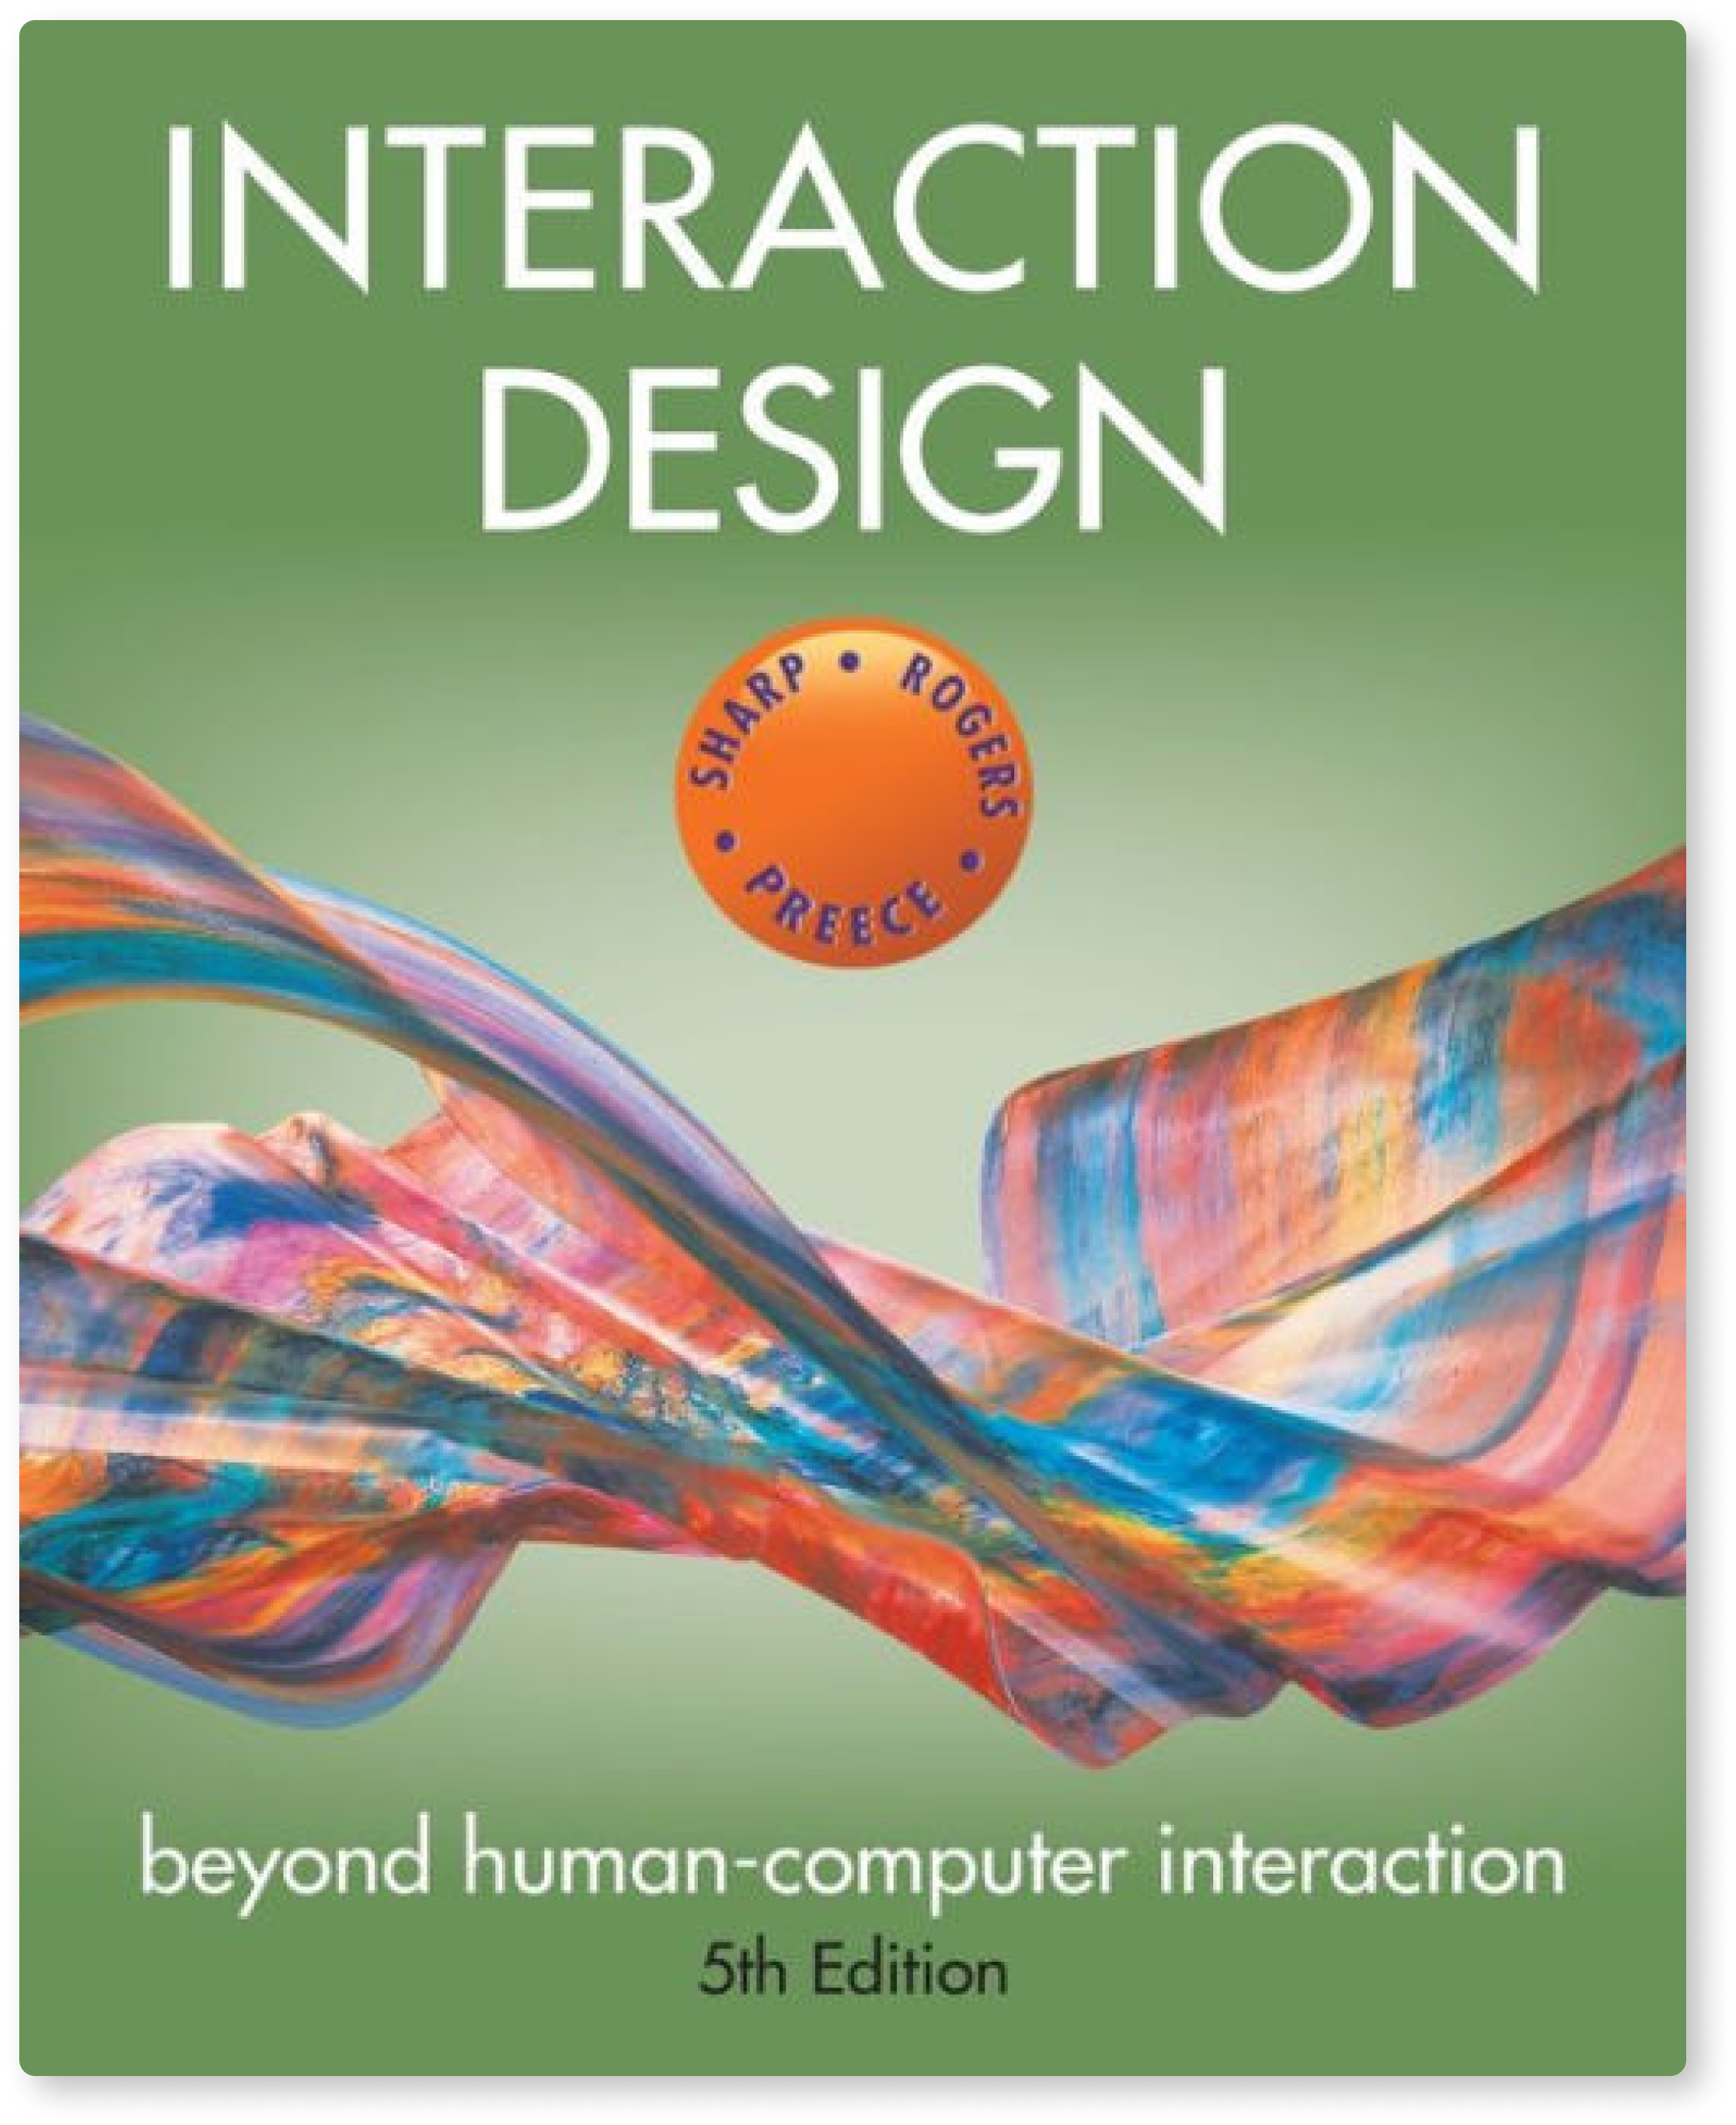 INTERACTION
DESIGN
SHARP • ROGERS • PREECE •
beyond human-computer interaction
5th Edition